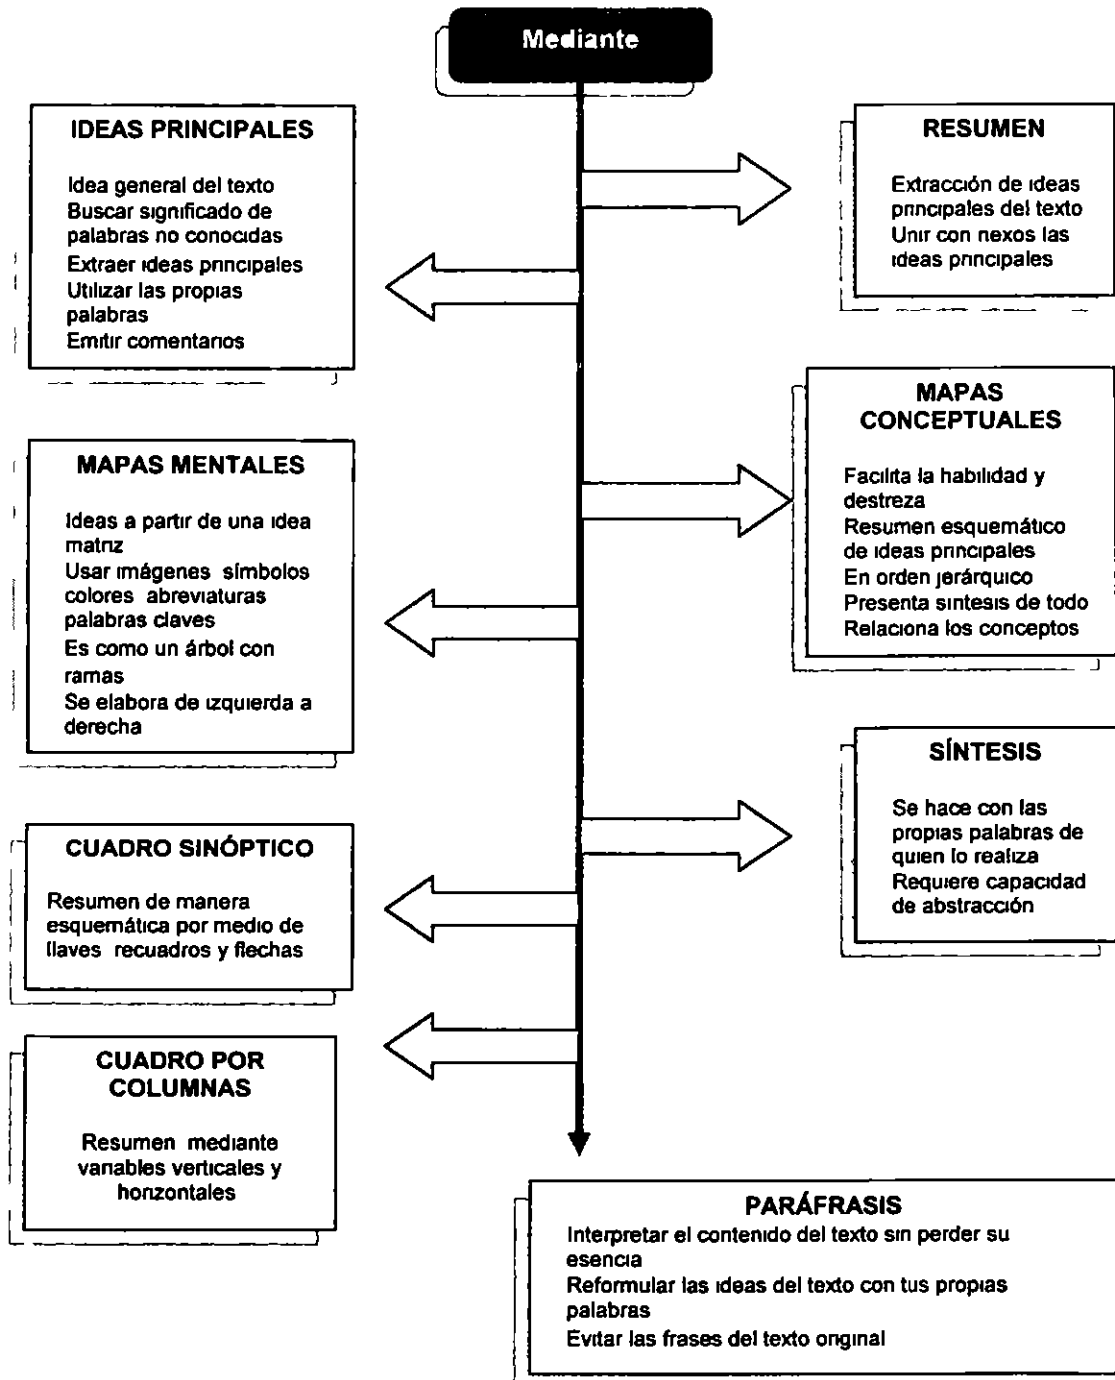 Mediante
IDEAS PRINCIPALES
Idea general del texto
Buscar significado de
palabras no conocidas
Extraer ideas principales
Utilizar las propias
palabras
Emitir comentarios
RESUMEN
Extracción de ideas
principales del texto
Unir con nexos las
ideas principales
MAPAS MENTALES
Ideas a partir de una idea
matriz
Usar imágenes símbolos
colores abreviaturas
palabras claves
Es como un árbol con
ramas
Se elabora de izquierda a
derecha
MAPAS
CONCEPTUALES
Facilita la habilidad y
destreza
Resumen esquemático
de ideas principales
En orden jerárquico
Presenta síntesis de todo
Relaciona los conceptos
CUADRO SINÓPTICO
Resumen de manera
esquemática por medio de
llaves recuadros y flechas
SÍNTESIS
Se hace con las
propias palabras de
quien lo realiza
Requiere capacidad
de abstracción
CUADRO POR
COLUMNAS
Resumen mediante
variables verticales y
horizontales
PARÁFRASIS
Interpretar el contenido del texto sin perder su
esencia
Reformular las ideas del texto con tus propias
palabras
Evitar las frases del texto original